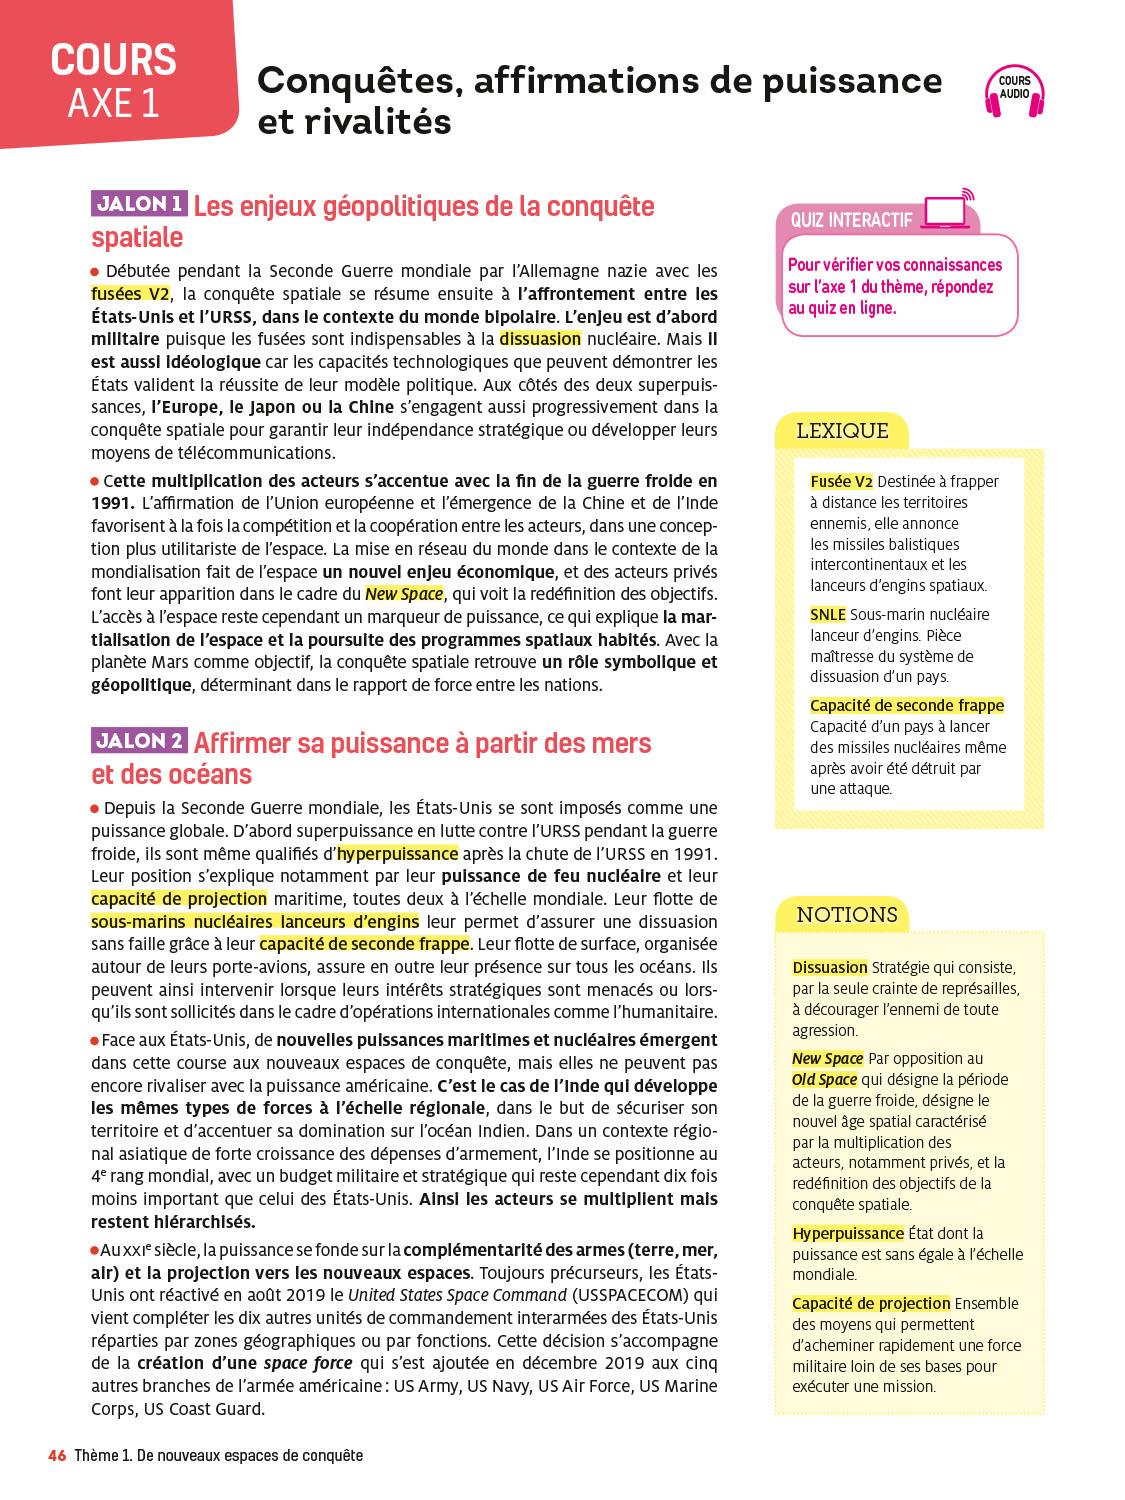 COURS
AXE 1
Conquêtes, affirmations de puissance
et rivalités
COURS
AUDIO
JALON 1 Les enjeux géopolitiques de la conquête
spatiale
• Débutée pendant la Seconde Guerre mondiale par l’Allemagne nazie avec les
fusées V2, la conquête spatiale se résume ensuite à l’affrontement entre les
États-Unis et l’URSS, dans le contexte du monde bipolaire. L’enjeu est d’abord
militaire puisque les fusées sont indispensables à la dissuasion nucléaire. Mais il
est aussi idéologique car les capacités technologiques que peuvent démontrer les
États valident la réussite de leur modèle politique. Aux côtés des deux superpuis-
sances, l’Europe, le Japon ou la Chine s’engagent aussi progressivement dans la
conquête spatiale pour garantir leur indépendance stratégique ou développer leurs
moyens de télécommunications.
• Cette multiplication des acteurs s’accentue avec la fin de la guerre froide en
1991. L’affirmation de l’Union européenne et l’émergence de la Chine et de l’Inde
favorisent à la fois la compétition et la coopération entre les acteurs, dans une concep-
tion plus utilitariste de l’espace. La mise en réseau du monde dans le contexte de la
mondialisation fait de l’espace un nouvel enjeu économique, et des acteurs privés
font leur apparition dans le cadre du New Space, qui voit la redéfinition des objectifs.
L’accès à l’espace reste cependant un marqueur de puissance, ce qui explique la mar-
tialisation de l’espace et la poursuite des programmes spatiaux habités. Avec la
planète Mars comme objectif, la conquête spatiale retrouve un rôle symbolique et
géopolitique, déterminant dans le rapport de force entre les nations.
JALON 2 Affirmer sa puissance à partir des mers
et des océans
• Depuis la Seconde Guerre mondiale, les États-Unis se sont imposés comme une
puissance globale. D’abord superpuissance en lutte contre l’URSS pendant la guerre
froide, ils sont même qualifiés d’hyperpuissance après la chute de l’URSS en 1991.
Leur position s’explique notamment par leur puissance de feu nucléaire et leur
capacité de projection maritime, toutes deux à l’échelle mondiale. Leur flotte de
sous-marins nucléaires lanceurs d’engins leur permet d’assurer une dissuasion
sans faille grâce à leur capacité de seconde frappe. Leur flotte de surface, organisée
autour de leurs porte-avions, assure en outre leur présence sur tous les océans. Ils
peuvent ainsi intervenir lorsque leurs intérêts stratégiques sont menacés ou lors-
qu’ils sont sollicités dans le cadre d’opérations internationales comme l’humanitaire.
• Face aux États-Unis, de nouvelles puissances maritimes et nucléaires émergent
dans cette course aux nouveaux espaces de conquête, mais elles ne peuvent pas
encore rivaliser avec la puissance américaine. C’est le cas de l’Inde qui développe
les mêmes types de forces à l’échelle régionale, dans le but de sécuriser son
territoire et d’accentuer sa domination sur l’océan Indien. Dans un contexte régio-
nal asiatique de forte croissance des dépenses d’armement, l’Inde se positionne au
4e rang mondial, avec un budget militaire et stratégique qui reste cependant dix fois
moins important que celui des États-Unis. Ainsi les acteurs se multiplient mais
restent hiérarchisés.
• Au XXIe siècle, la puissance se fonde sur la complémentarité des armes (terre, mer,
air) et la projection vers les nouveaux espaces. Toujours précurseurs, les États-
Unis ont réactivé en août 2019 le United States Space Command (USSPACECOM) qui
vient compléter les dix autres unités de commandement interarmées des États-Unis
réparties par zones géographiques ou par fonctions. Cette décision s’accompagne
de la création d’une space force qui s’est ajoutée en décembre 2019 aux cinq
autres branches de l’armée américaine : US Army, US Navy, US Air Force, US Marine
Corps, US Coast Guard.
QUIZ INTERACTIF
Pour vérifier vos connaissances
sur l’axe 1 du thème, répondez
au quiz en ligne.
LEXIQUE
Fusée V2 Destinée à frapper
à distance les territoires
ennemis, elle annonce
les missiles balistiques
intercontinentaux et les
lanceurs d’engins spatiaux.
SNLE Sous-marin nucléaire
lanceur d’engins. Pièce
maîtresse du système de
dissuasion d’un pays.
Capacité de seconde frappe
Capacité d’un pays à lancer
des missiles nucléaires même
après avoir été détruit par
une attaque.
NOTIONS
Dissuasion Stratégie qui consiste,
par la seule crainte de représailles,
à décourager l’ennemi de toute
agression.
New Space Par opposition au
Old Space qui désigne la période
de la guerre froide, désigne le
nouvel âge spatial caractérisé
par la multiplication des
acteurs, notamment privés, et la
redéfinition des objectifs de la
conquête spatiale.
Hyperpuissance État dont la
puissance est sans égale à l’échelle
mondiale.
Capacité de projection Ensemble
des moyens qui permettent
d’acheminer rapidement une force
militaire loin de ses bases pour
exécuter une mission.
46 Thème 1. De nouveaux espaces de conquête